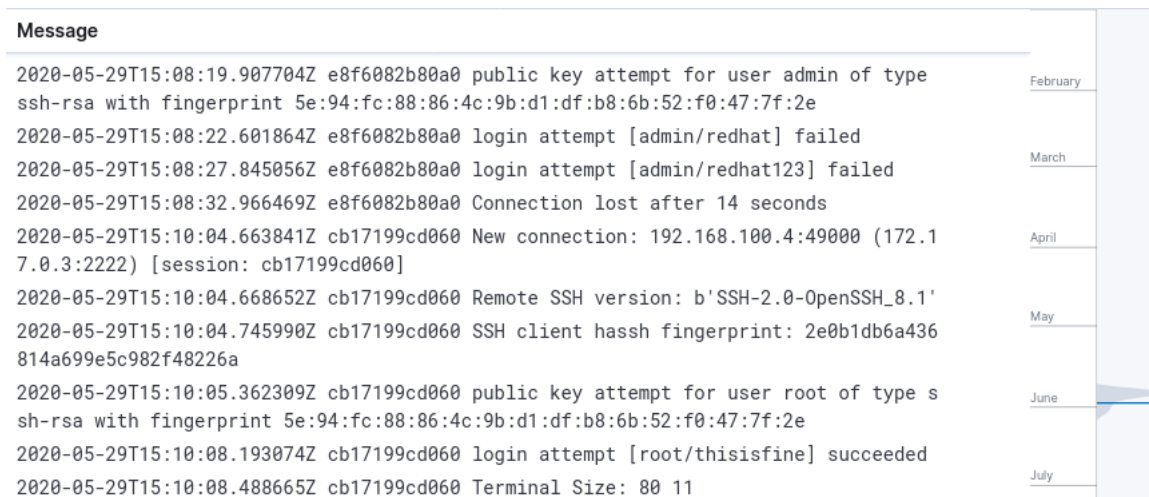 Message
2020-05-29T15:08:19.907704Z e8f6082b80a0 public key attempt for user admin of type
ssh-rsa with fingerprint 5e:94:fc:88:86:4c:9b:d1:df:b8:6b:52:f0:47:7f:2e
2020-05-29T15:08:22.601864Z e8f6082b80a0 login attempt [admin/redhat] failed
2020-05-29T15:08:27.845056Z e8f6082b80a0 login attempt [admin/redhat123] failed
2020-05-29T15:08:32.966469Z e8f6082b80a0 Connection lost after 14 seconds
2020-05-29T15:10:04.663841Z cb17199cd060 New connection: 192.168.100.4:49000 (172.1
7.0.3:2222) [session: cb17199cd060]
2020-05-29T15:10:04.668652Z cb17199cd060 Remote SSH version: b'SSH-2.0-OpenSSH_8.1'
2020-05-29T15:10:04.745990Z cb17199cd060 SSH client hassh fingerprint: 2e0b1db6a436
814a699e5c982f48226a
2020-05-29T15:10:05.362309Z cb17199cd060 public key attempt for user root of type s
sh-rsa with fingerprint 5e:94:fc:88:86:4c:9b:d1:df:b8:6b:52:f0:47:7f:2e
2020-05-29T15:10:08.193074Z cb17199cd060 login attempt [root/thisisfine] succeeded
2020-05-29T15:10:08.488665Z cb17199cd060 Terminal Size: 80 11
February
March
April
May
June
July